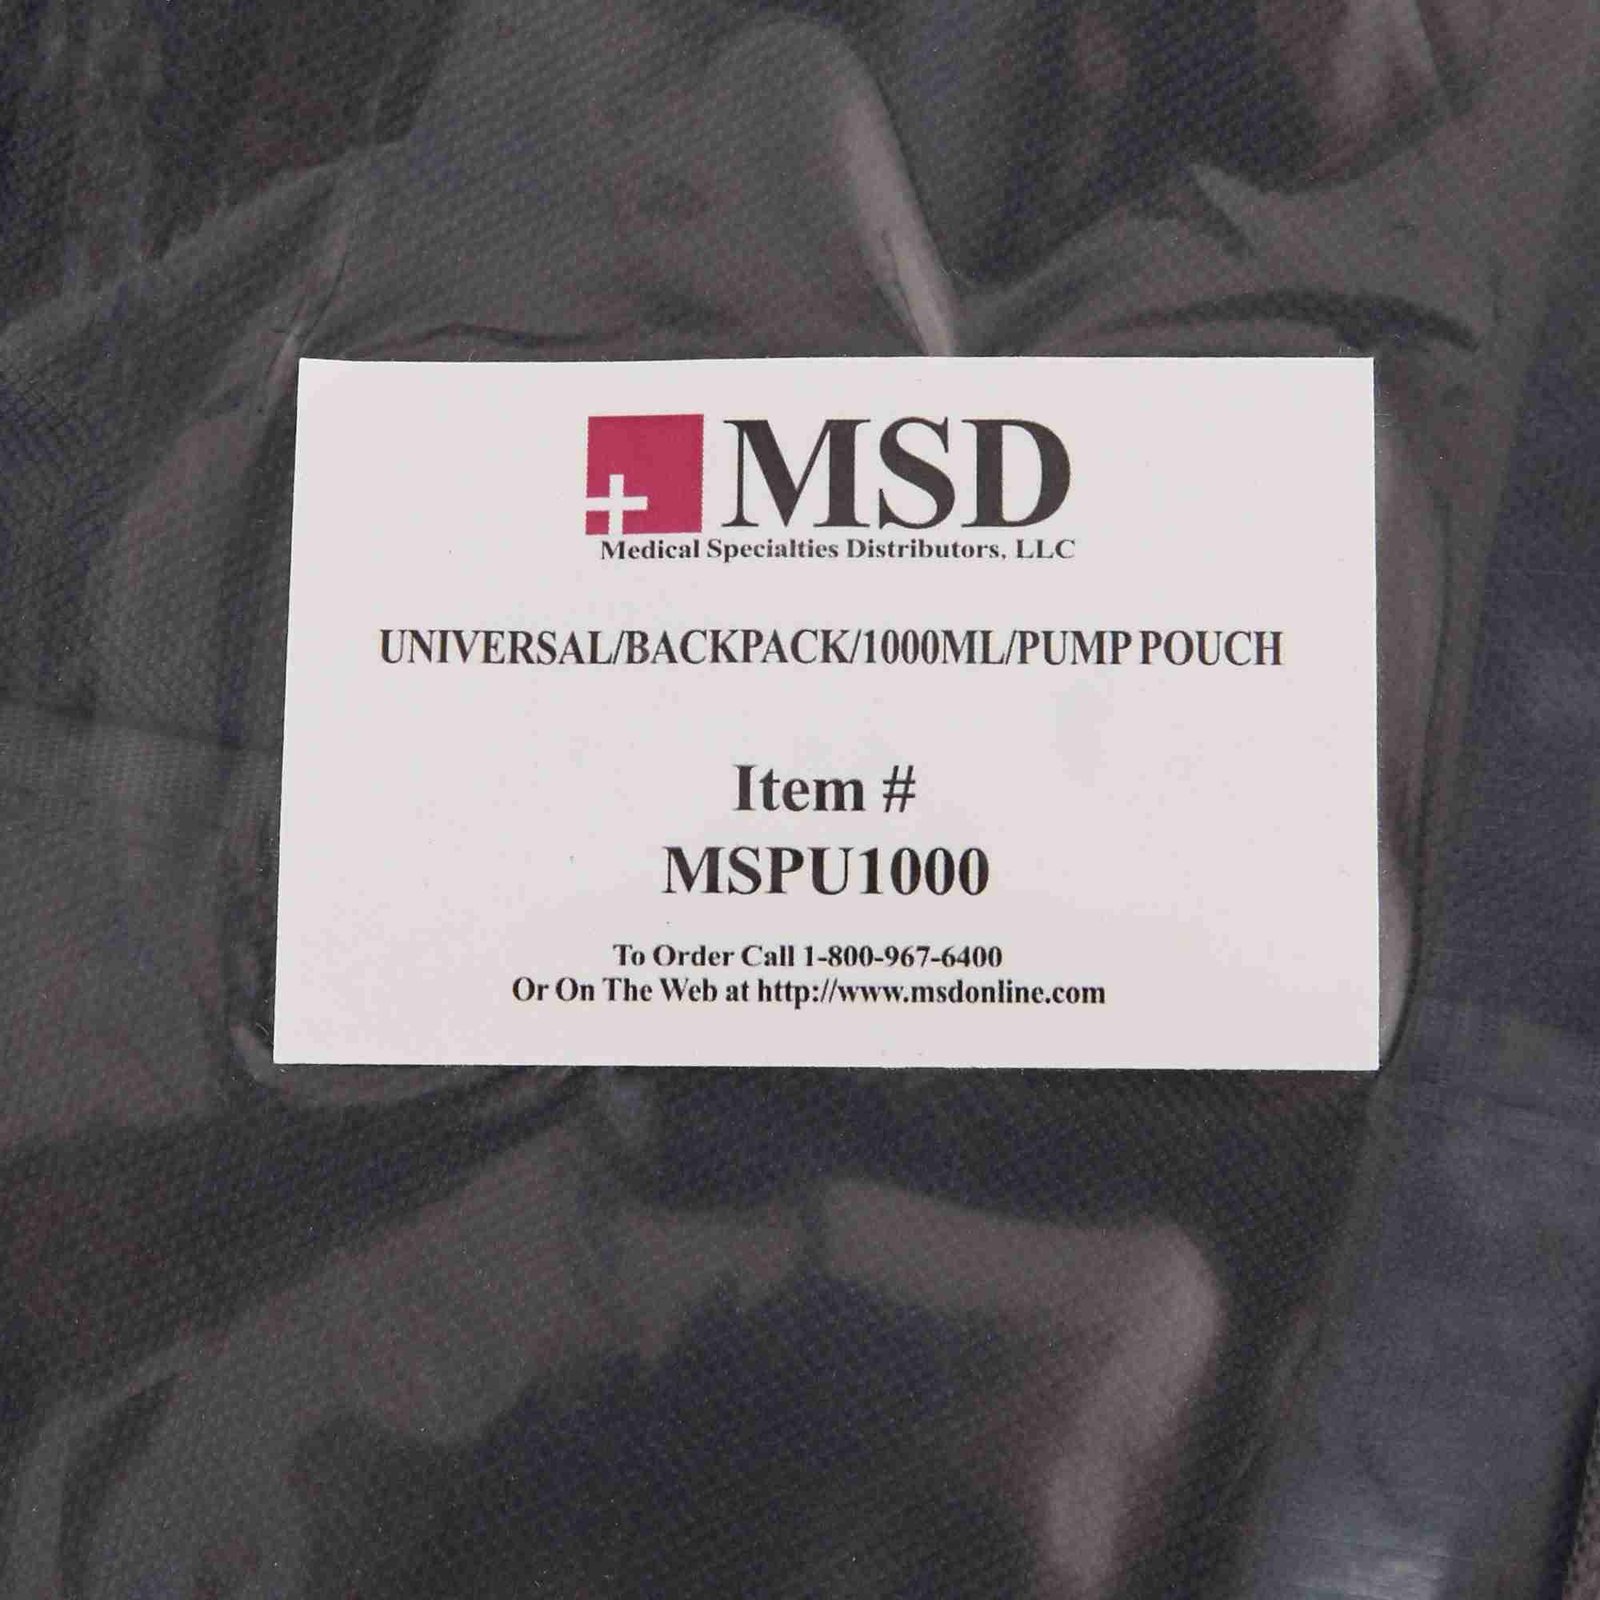 MSD
Medical Specialties Distributors, LLC
UNIVERSAL/BACKPACK/1000ML/PUMP POUCH
Item #
MSPU1000
To Order Call 1-800-967-6400
Or On The Web at http://www.msdonline.com